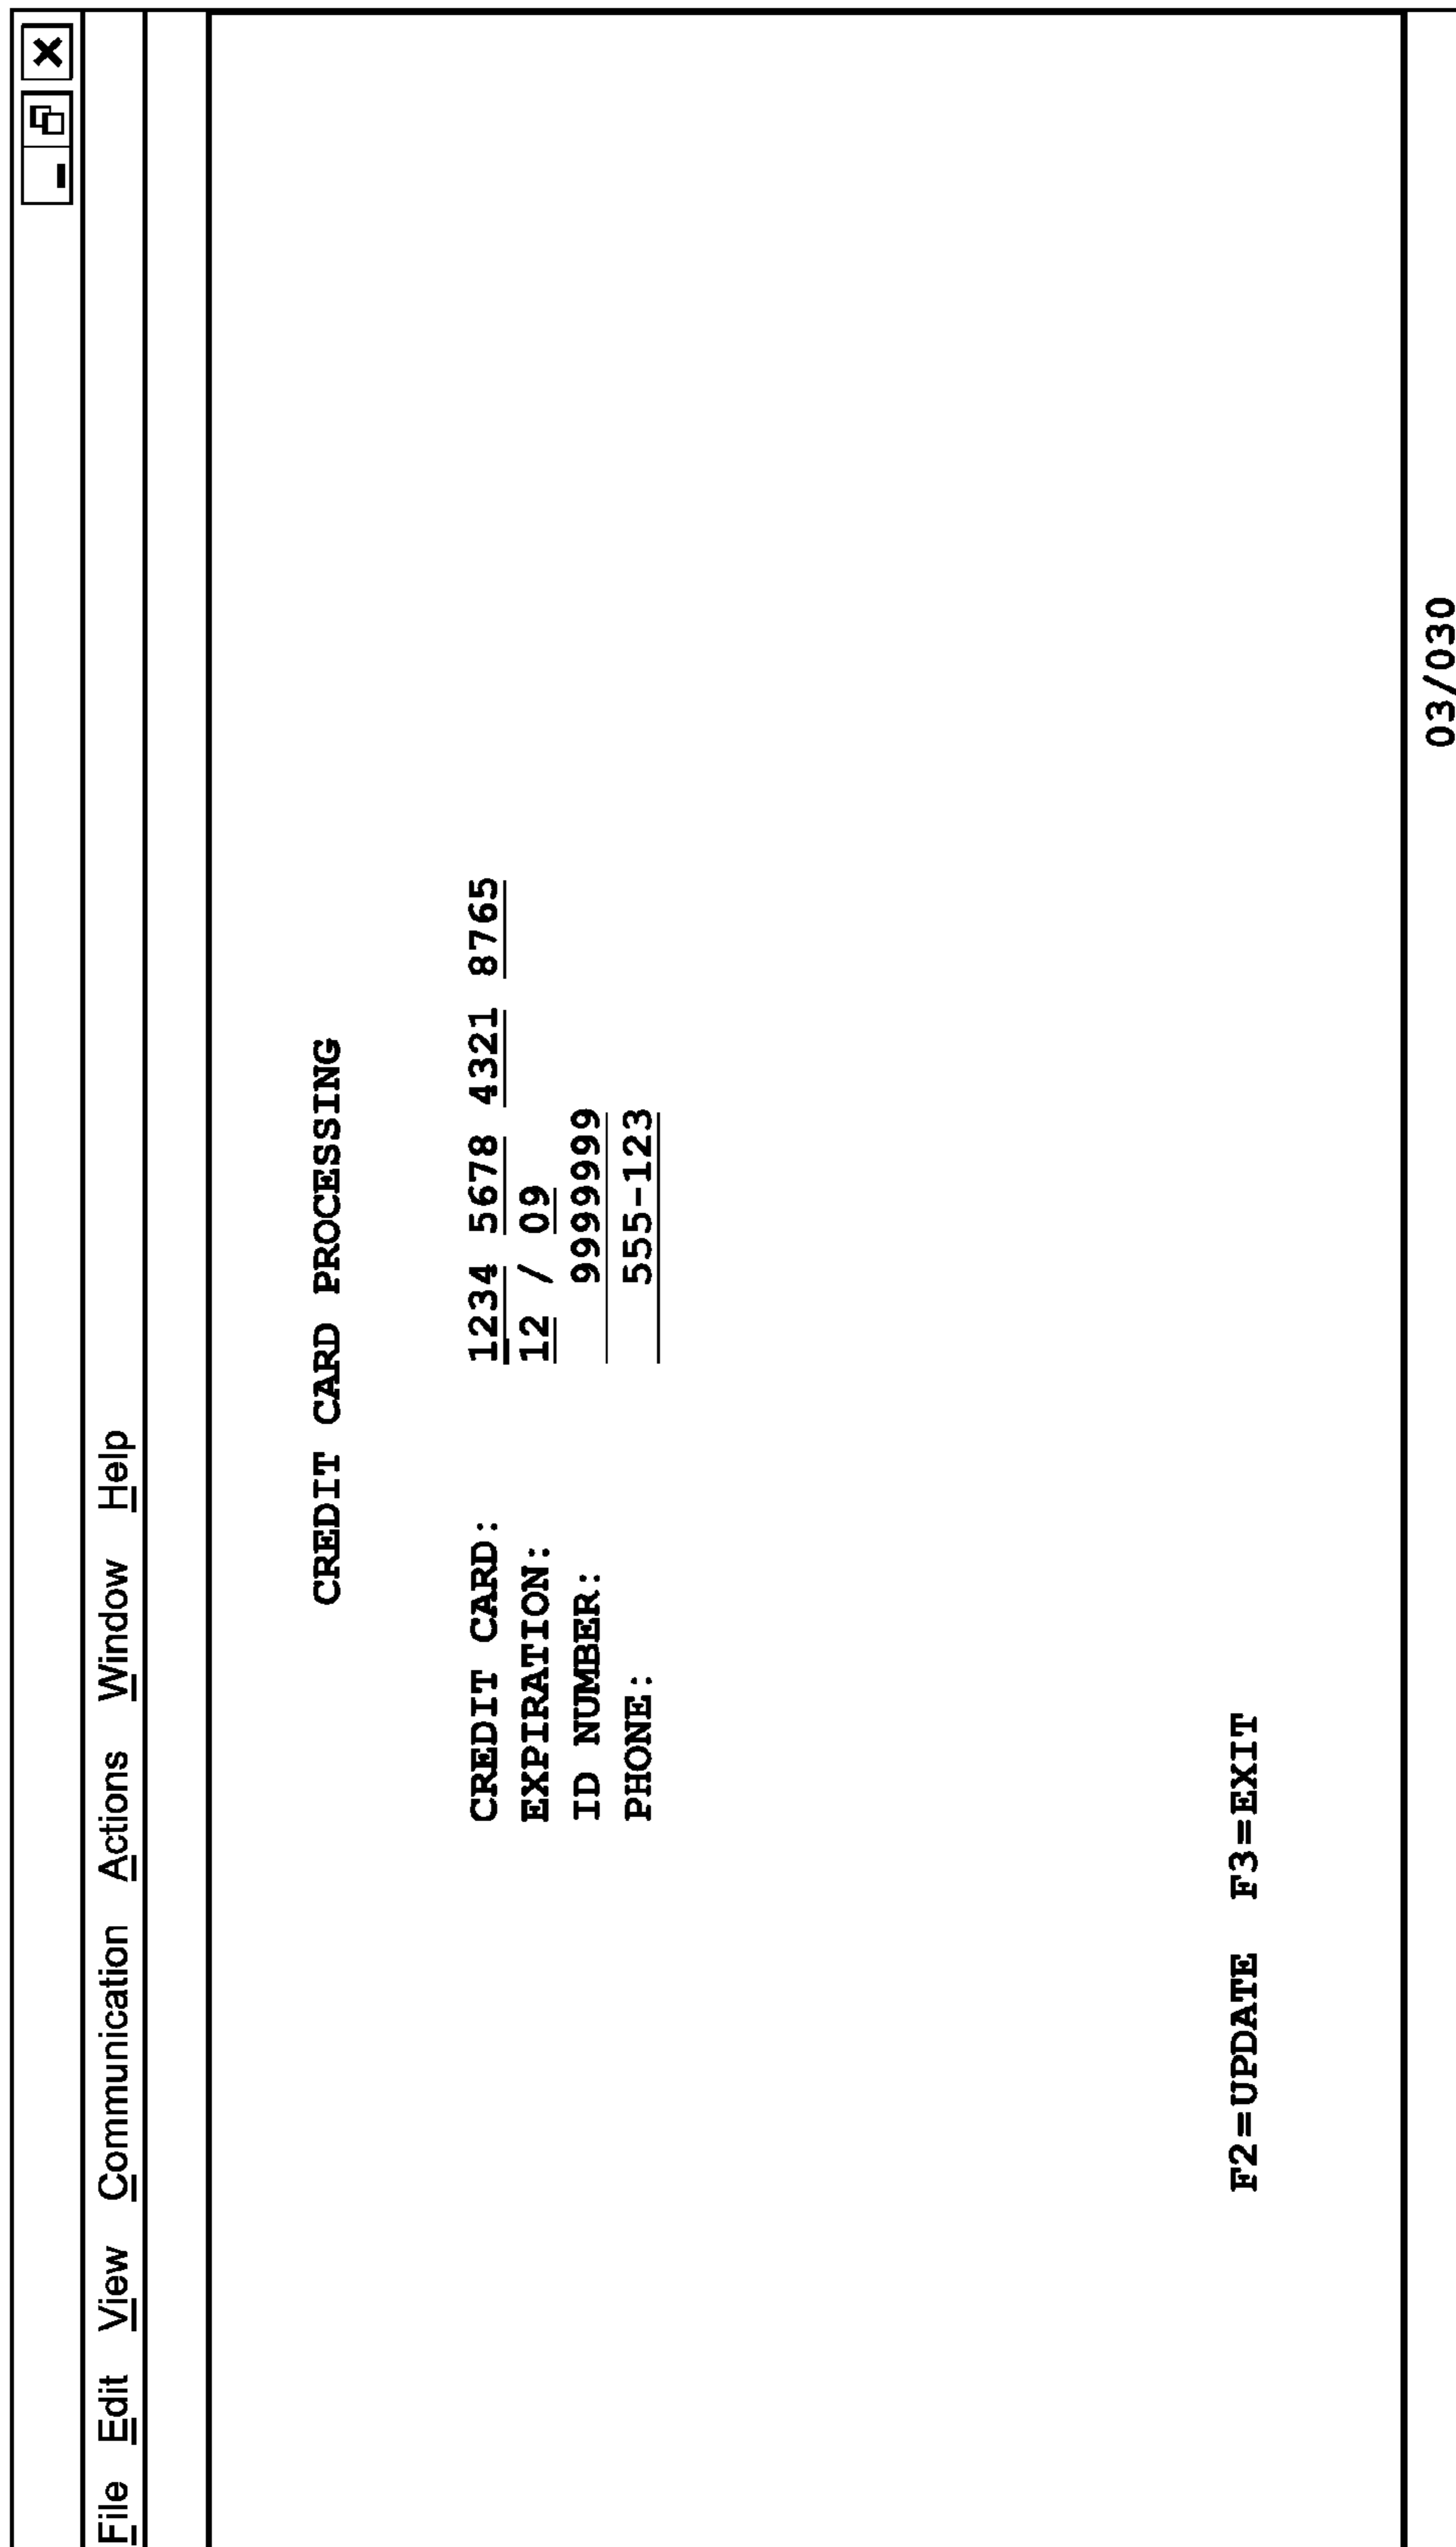 File Edit View Communication Actions Window Help
CREDIT CARD PROCESSING
CREDIT CARD: 1234 5678 4321 8765
EXPIRATION: 12 / 09
ID NUMBER: 9999999
PHONE: 555-123
F2=UPDATE F3=EXIT
03/030